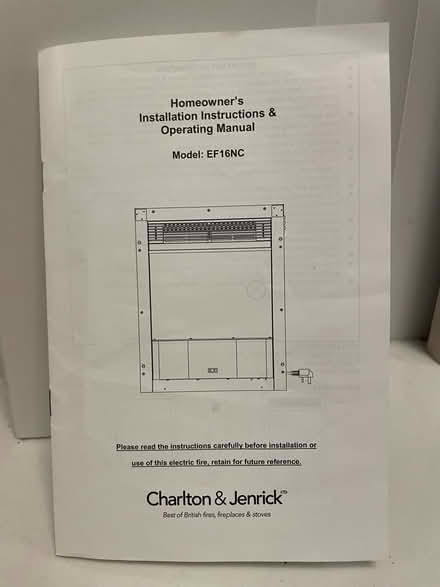 Homeowner's
Installation Instructions &
Operating Manual
Model: EF16NC
Please read the instructions carefully before installation or
use of this electric fire, retain for future reference.
Charlton & Jenrick
Best of British fires, fireplaces & stoves